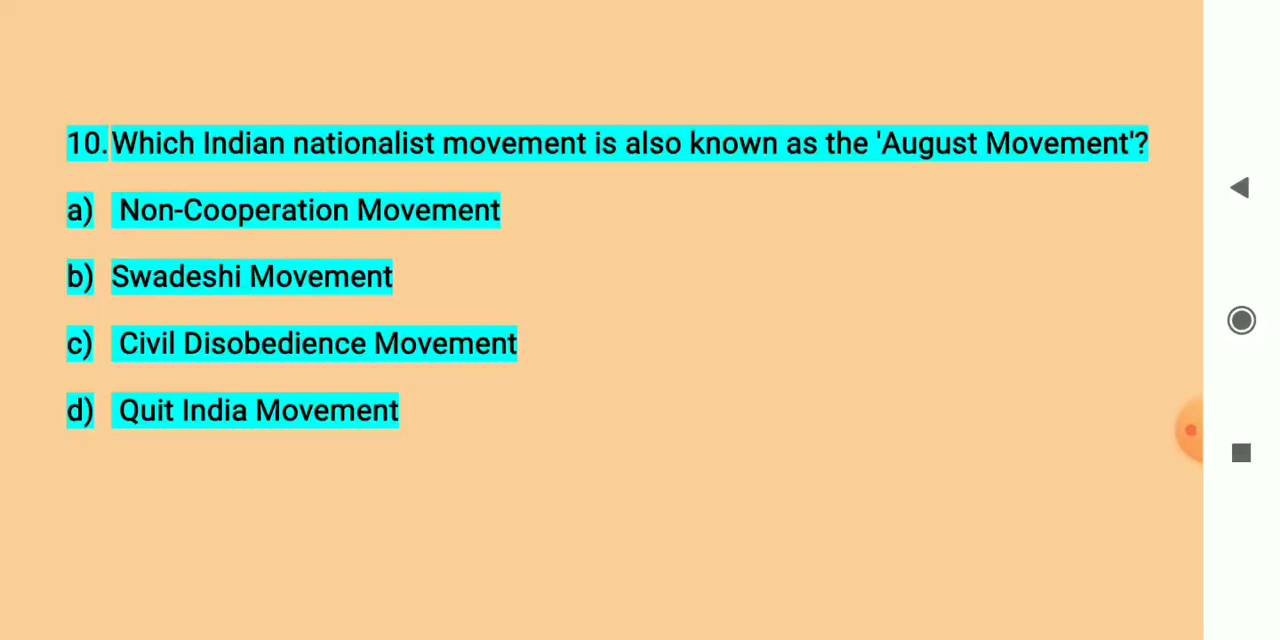 10. Which Indian nationalist movement is also known as the 'August Movement'?
a) Non-Cooperation Movement
b) Swadeshi Movement
c) Civil Disobedience Movement
d) Quit India Movement